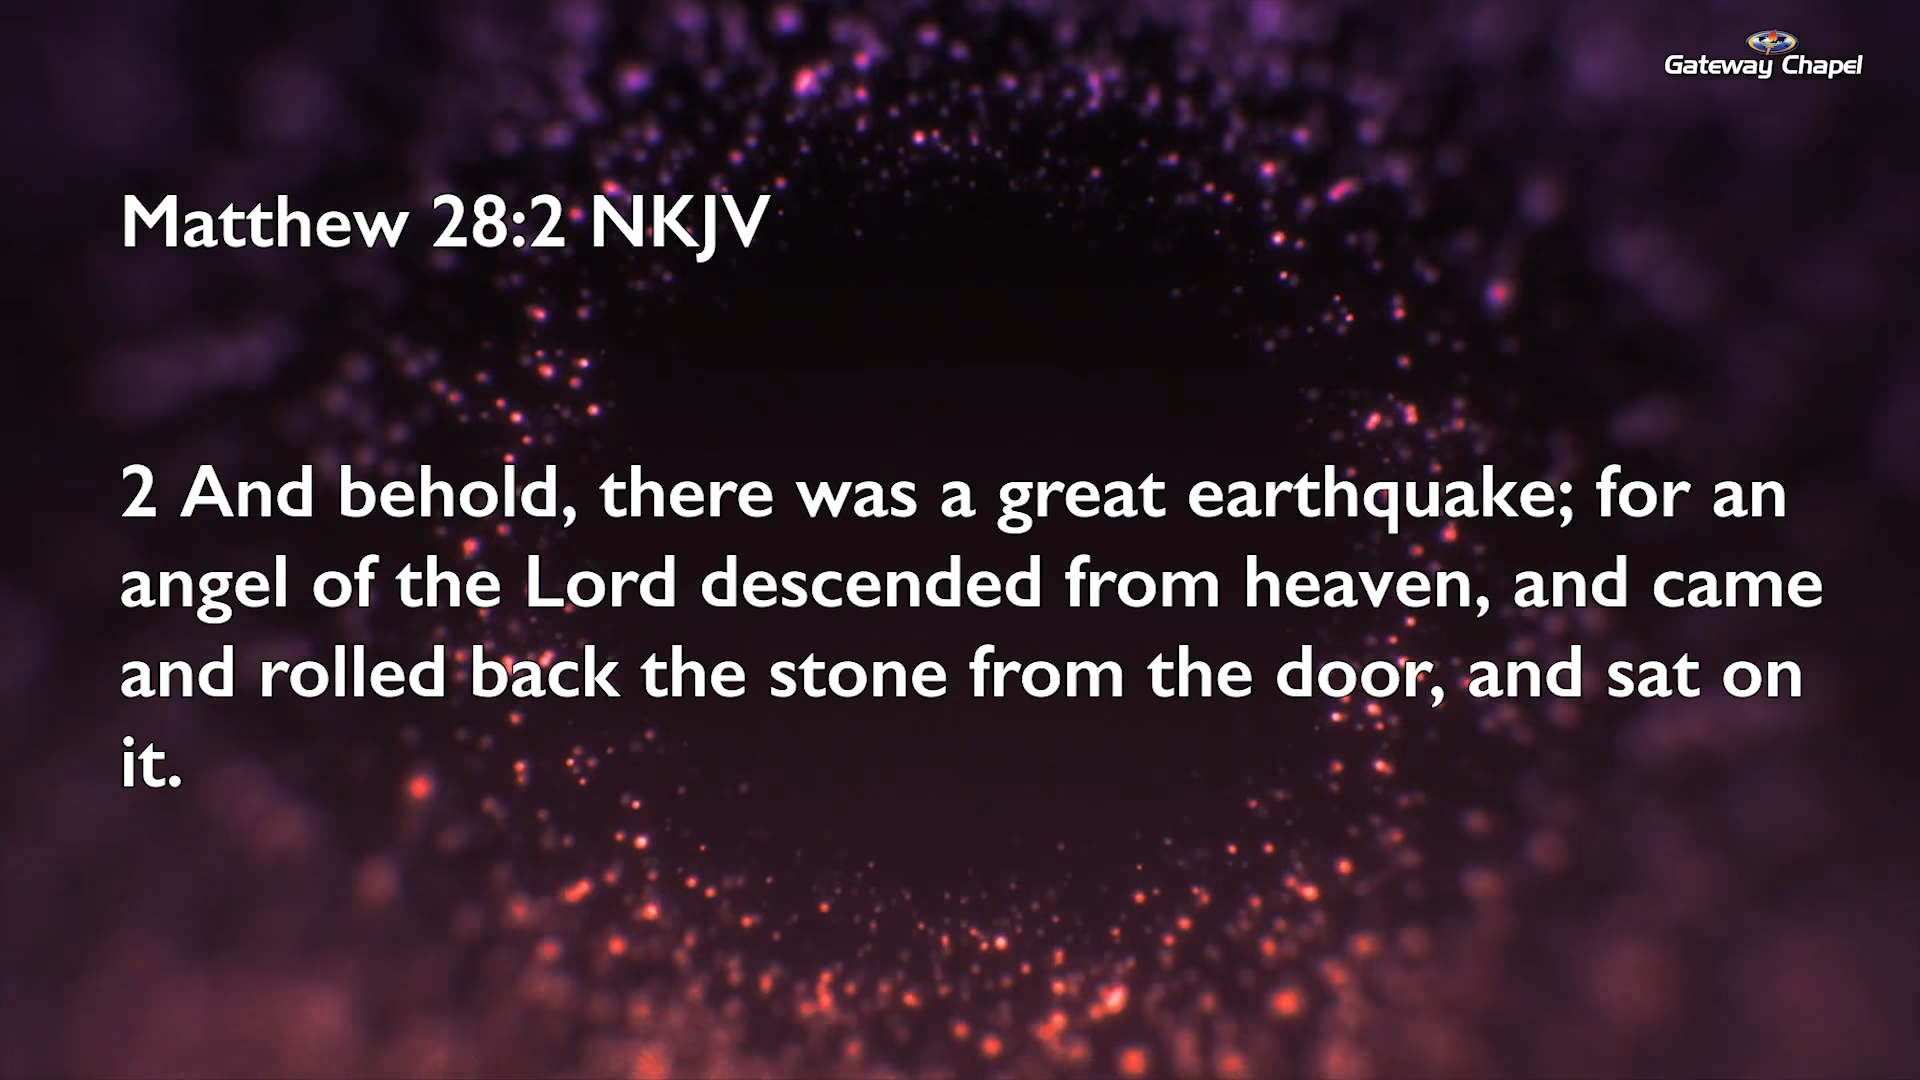 Gateway Chapel
Matthew 28:2 NKJV
2 And behold, there was a great earthquake; for an
angel of the Lord descended from heaven, and came
and rolled back the stone from the door, and sat on
it.